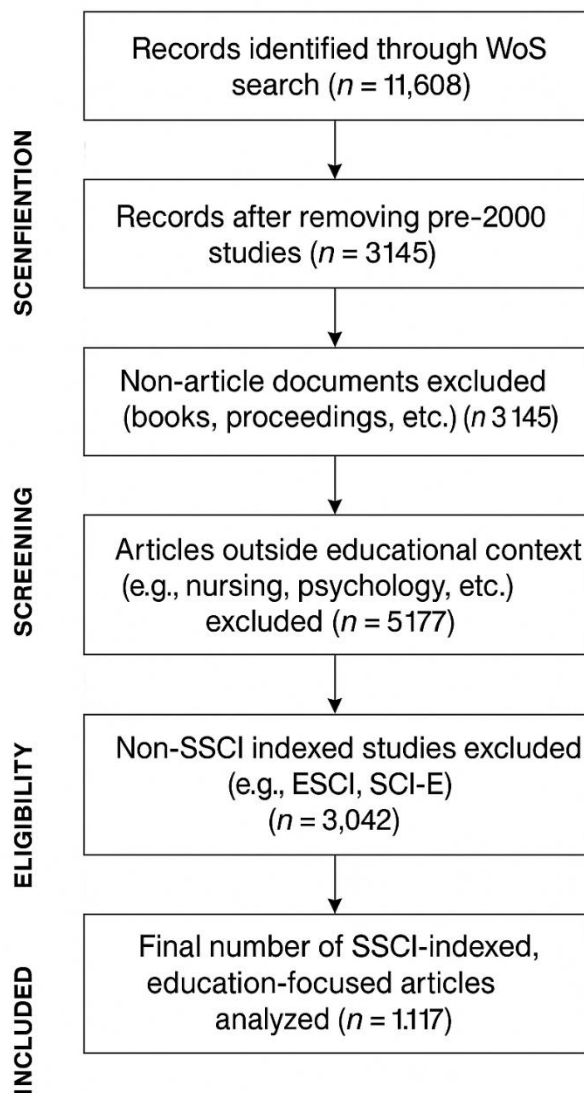 Records identified through WoS
search (n = 11,608)
SCENFIENTION
Records after removing pre-2000
studies (n = 3145)
Non-article documents excluded
(books, proceedings, etc.) (n 3145)
SCREENING
Articles outside educational context
(e.g., nursing, psychology, etc.)
excluded (n = 5177)
ELIGIBILITY
Non-SSCI indexed studies excluded
(e.g., ESCI, SCI-E)
(n = 3,042)
INCLUDED
Final number of SSCI-indexed,
education-focused articles
analyzed (n = 1.117)